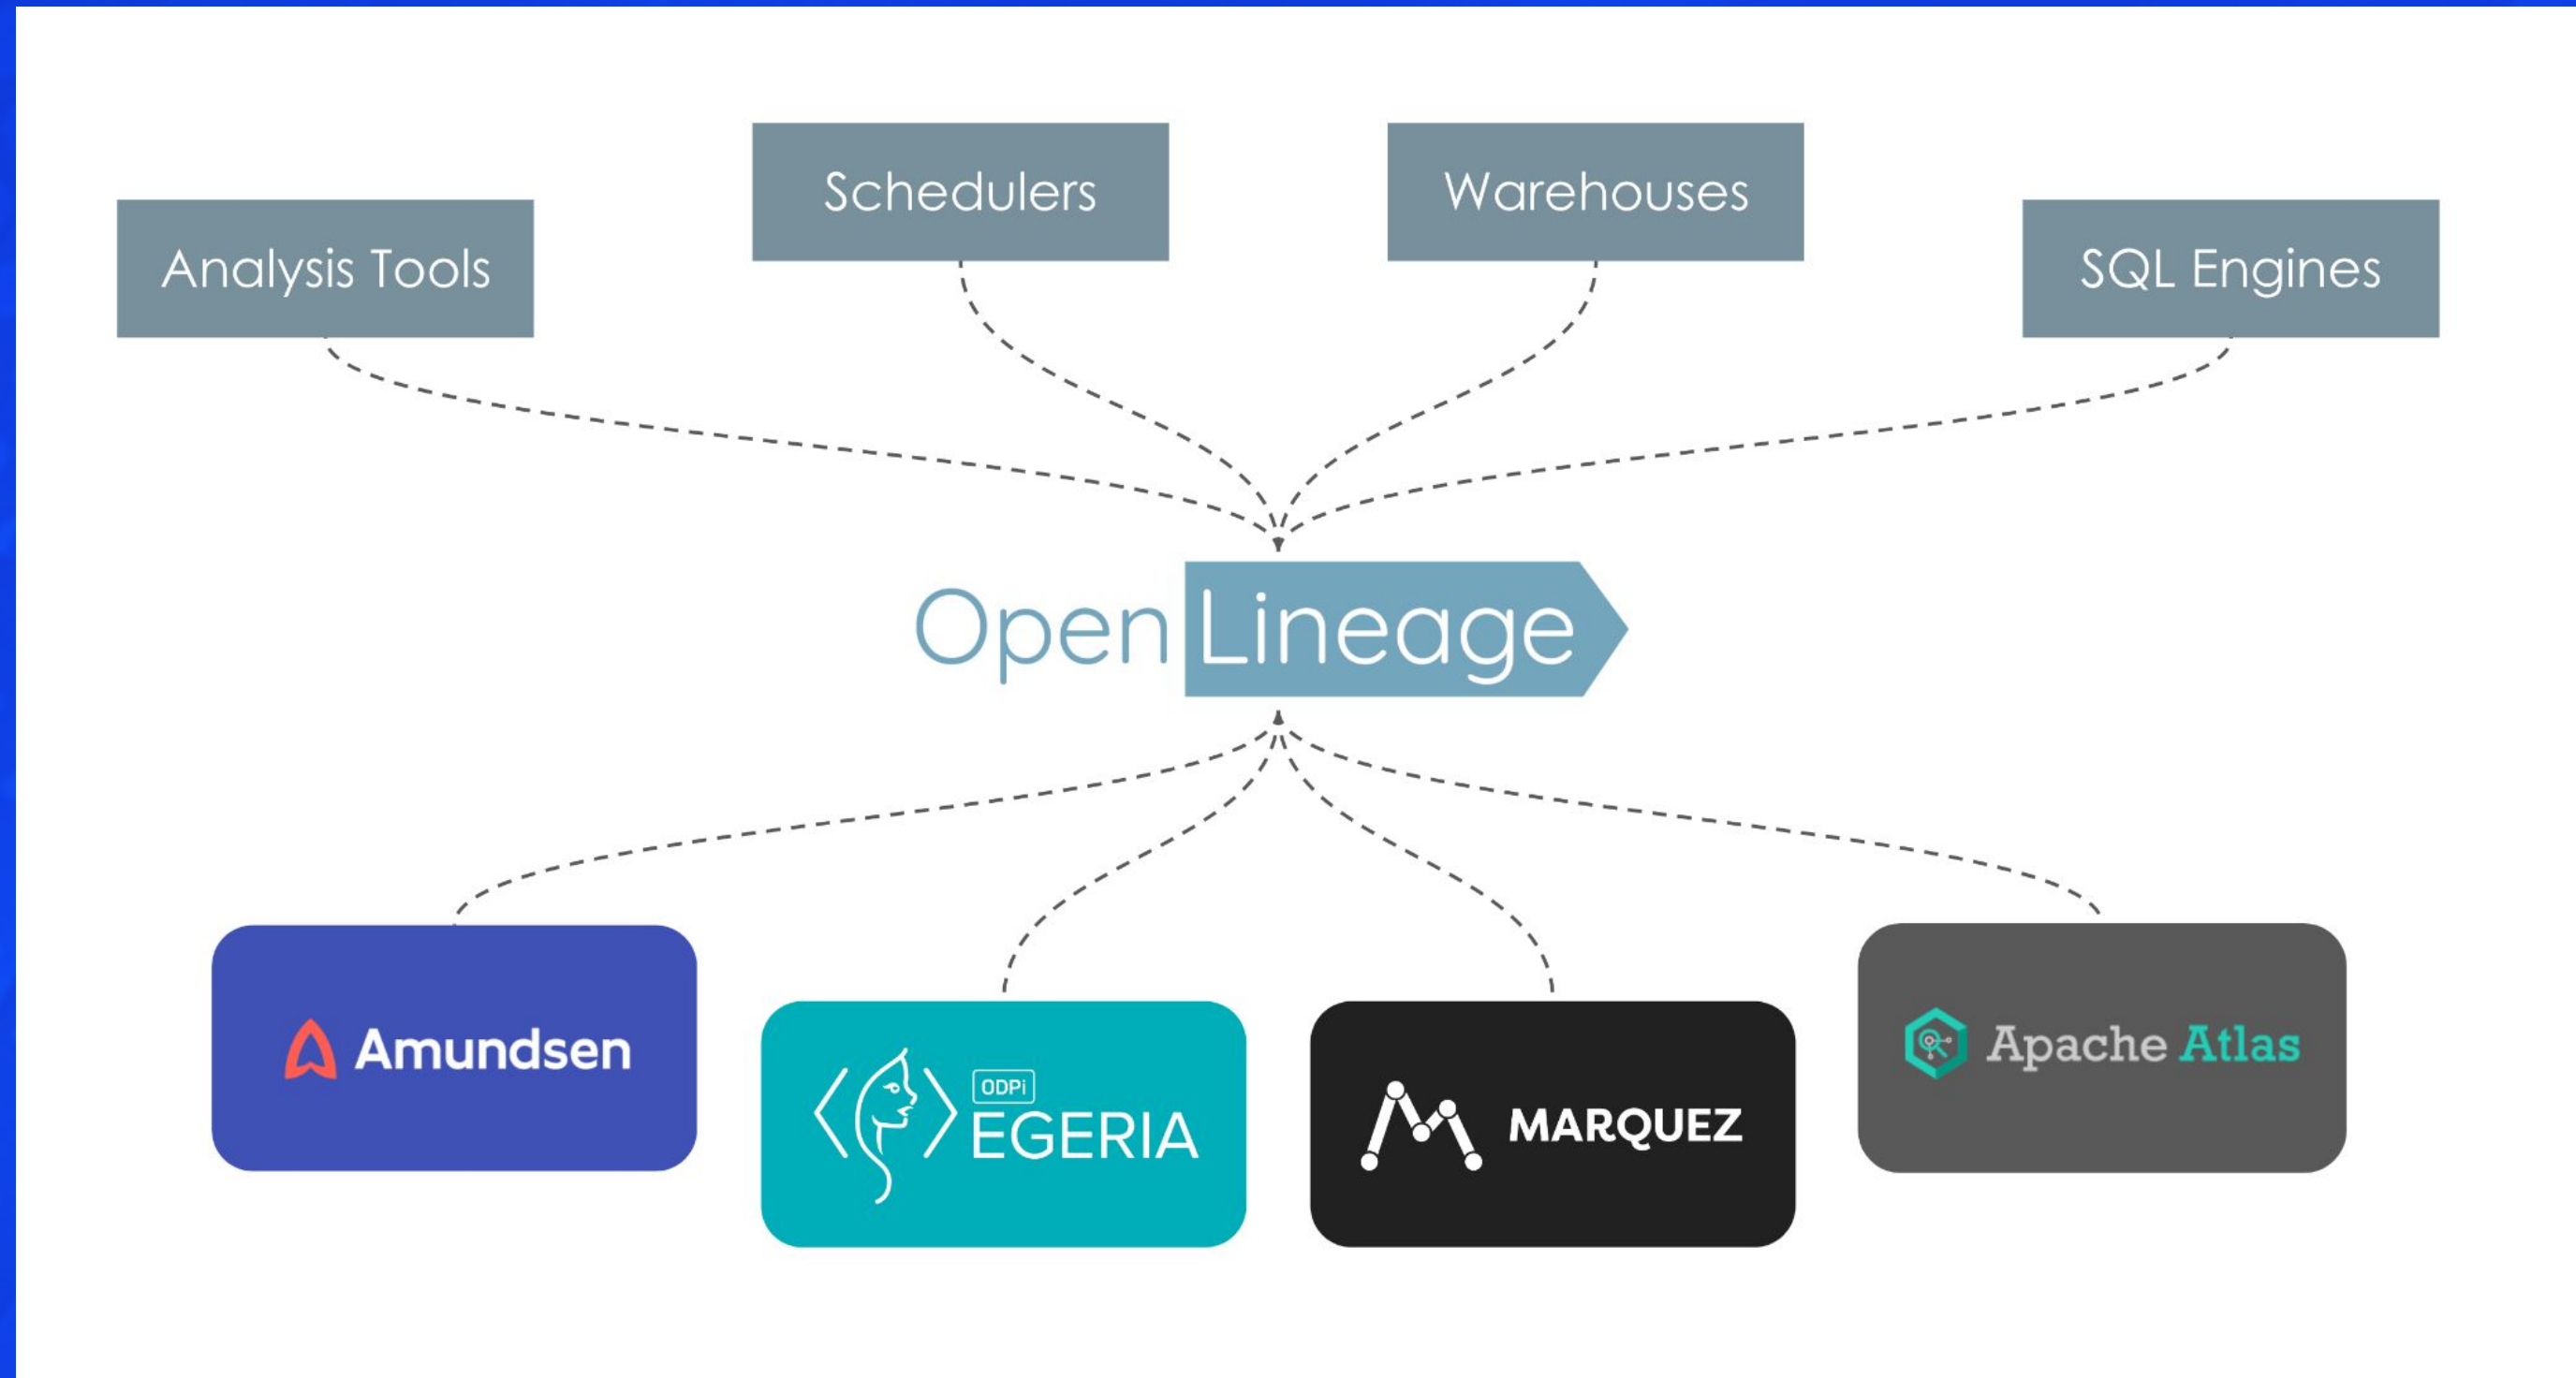 Analysis Tools
Schedulers
Warehouses
SQL Engines
Open Lineage
Amundsen
ODPi
EGERIA
MARQUEZ
Apache Atlas